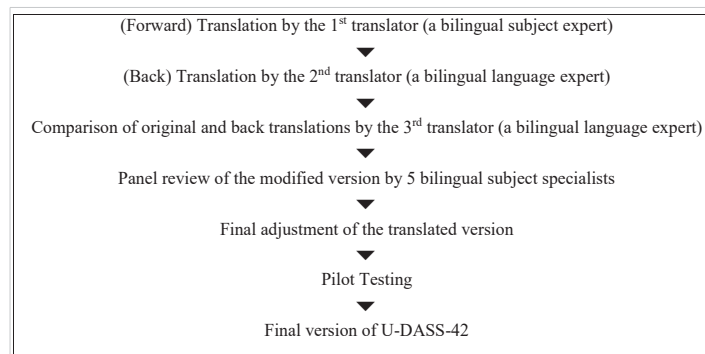 (Forward) Translation by the 1st translator (a bilingual subject expert)
(Back) Translation by the 2nd translator (a bilingual language expert)
Comparison of original and back translations by the 3rd translator (a bilingual language expert)
Panel review of the modified version by 5 bilingual subject specialists
Final adjustment of the translated version
Pilot Testing
Final version of U-DASS-42